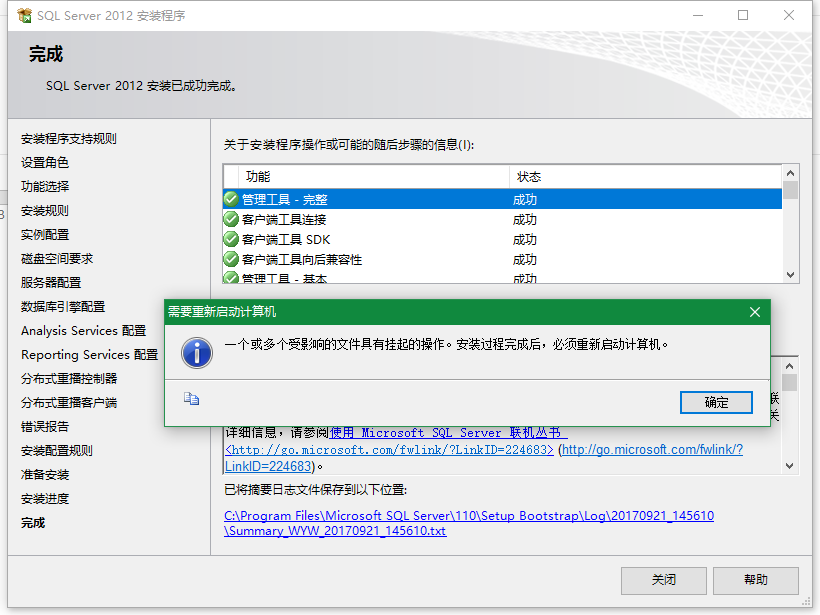 SQL Server 2012 安装程序
完成
SQL Server 2012 安装已成功完成。
安装程序支持规则
设置角色
功能选择
安装规则
实例配置
磁盘空间要求
服务器配置
数据库引擎配置
Analysis Services 配置
Reporting Services 配置
分布式重播控制器
分布式重播客户端
错误报告
安装配置规则
准备安装
安装进度
完成
关于安装程序操作或可能的随后步骤的信息(I):
功能 状态
管理工具 - 完整 成功
客户端工具连接 成功
客户端工具 SDK 成功
客户端工具向后兼容性 成功
管理工具 - 基本 成功
需要重新启动计算机
一个或多个受影响的文件具有挂起的操作。安装过程完成后，必须重新启动计算机。
确定
联
关
详细信息，请参阅使用 Microsoft SQL Server 联机丛书
<http://go.microsoft.com/fwlink/?LinkID=224683> (http://go.microsoft.com/fwlink/?
LinkID=224683)。
已将摘要日志文件保存到以下位置:
C:\Program Files\Microsoft SQL Server\110\Setup Bootstrap\Log\20170921_145610
\Summary_WYW_20170921_145610.txt
关闭
帮助